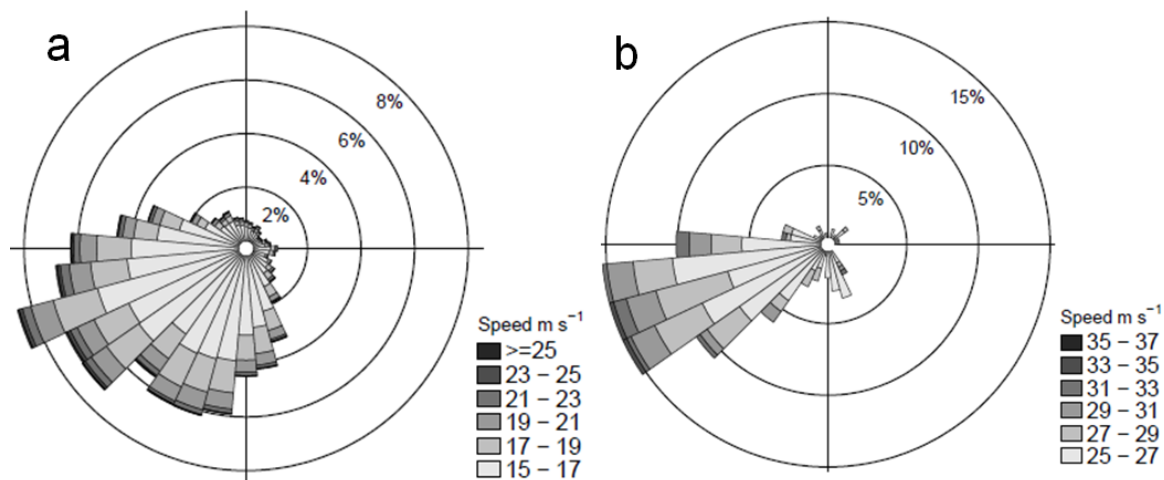 a
8%
6%
4%
2%
Speed m s⁻¹
>=25
23 – 25
21 – 23
19 – 21
17 – 19
15 – 17
b
15%
10%
5%
Speed m s⁻¹
35 – 37
33 – 35
31 – 33
29 – 31
27 – 29
25 – 27